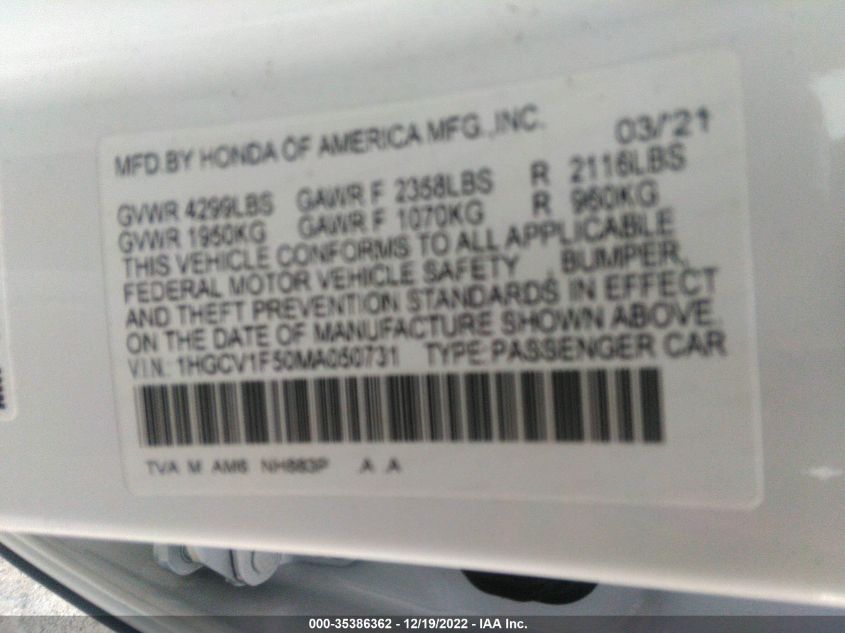 MFD.BY HONDA OF AMERICA MFG.,INC. 03/'21
GVWR 4299LBS GAWR F 2358LBS R 2116LBS
GVWR 1950KG GAWR F 1070KG R 960KG
THIS VEHICLE CONFORMS TO ALL APPLICABLE
FEDERAL MOTOR VEHICLE SAFETY , BUMPER,
AND THEFT PREVENTION STANDARDS IN EFFECT
ON THE DATE OF MANUFACTURE SHOWN ABOVE.
V.I.N.: 1HGCV1F50MA050731 TYPE:PASSENGER CAR
TVA M AM6 NH883P A A
000-35386362 - 12/19/2022 - IAA Inc.